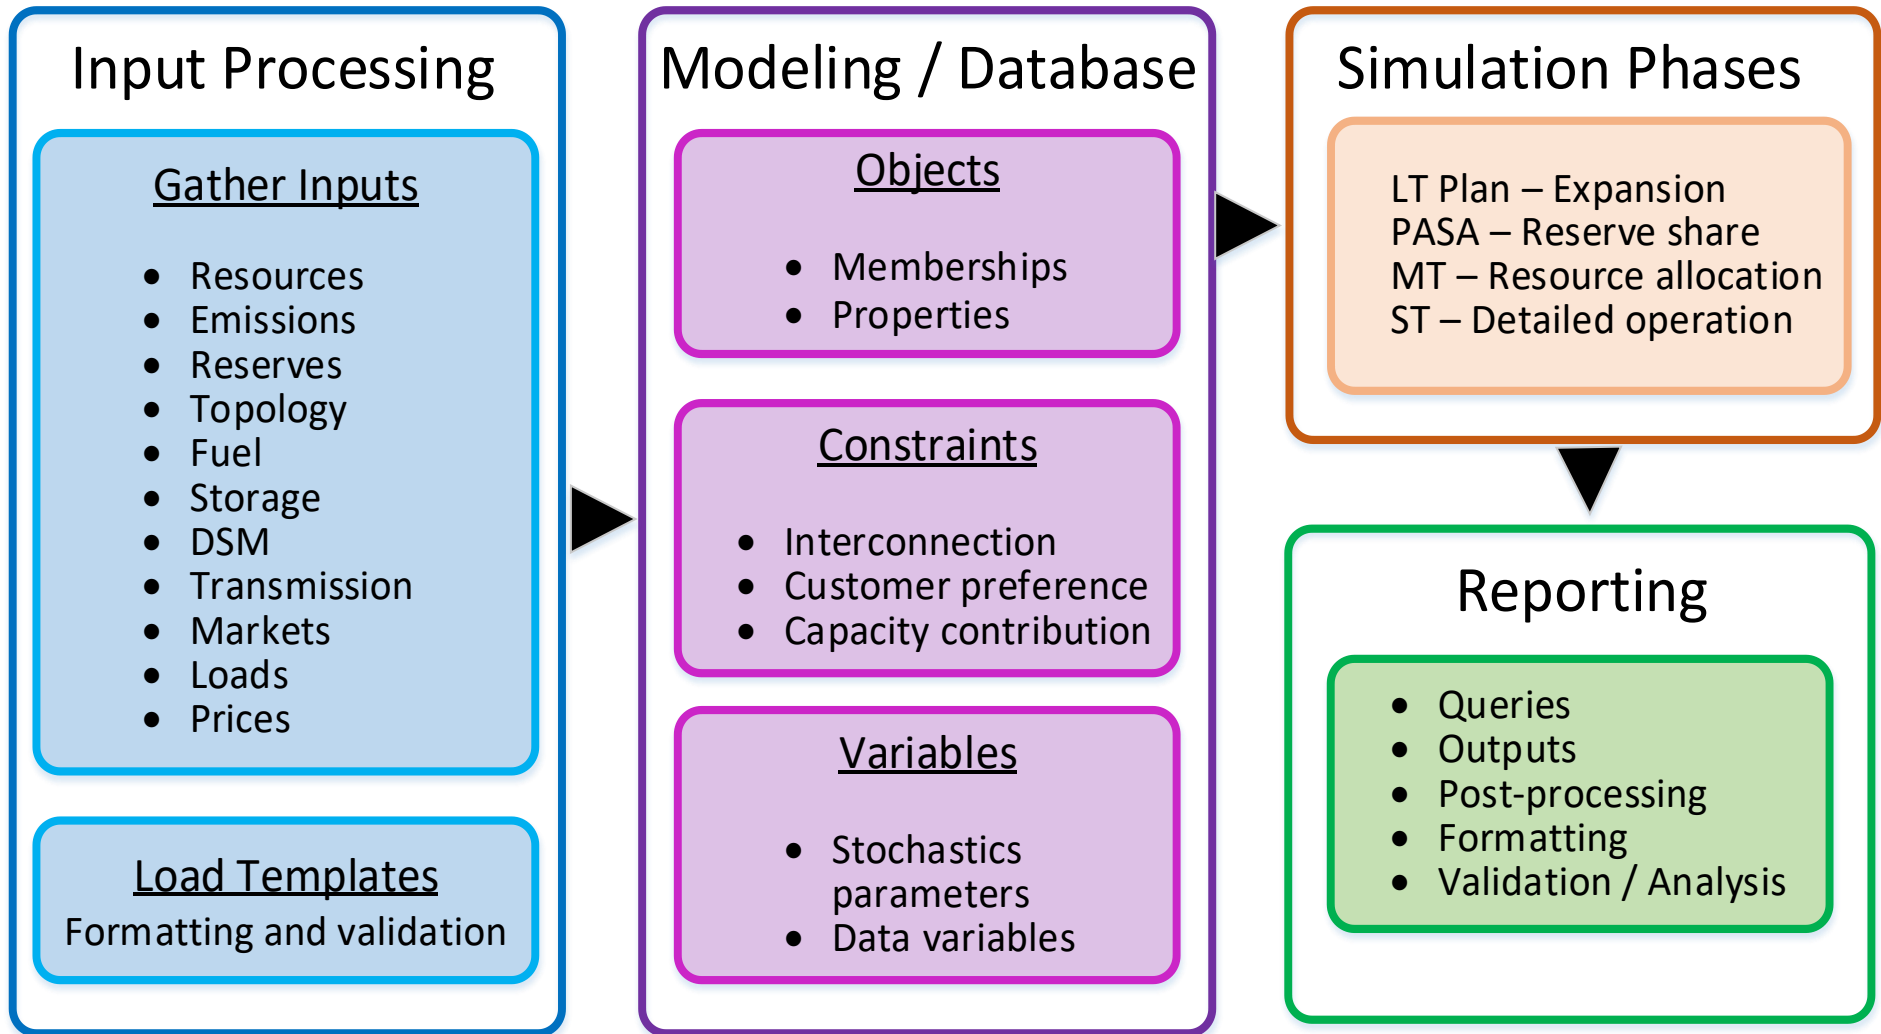 Input Processing
Gather Inputs
• Resources
• Emissions
• Reserves
• Topology
• Fuel
• Storage
• DSM
• Transmission
• Markets
• Loads
• Prices
Load Templates
Formatting and validation
Modeling / Database
Objects
• Memberships
• Properties
Constraints
• Interconnection
• Customer preference
• Capacity contribution
Variables
• Stochastics
parameters
• Data variables
Simulation Phases
LT Plan – Expansion
PASA – Reserve share
MT – Resource allocation
ST – Detailed operation
Reporting
• Queries
• Outputs
• Post-processing
• Formatting
• Validation / Analysis